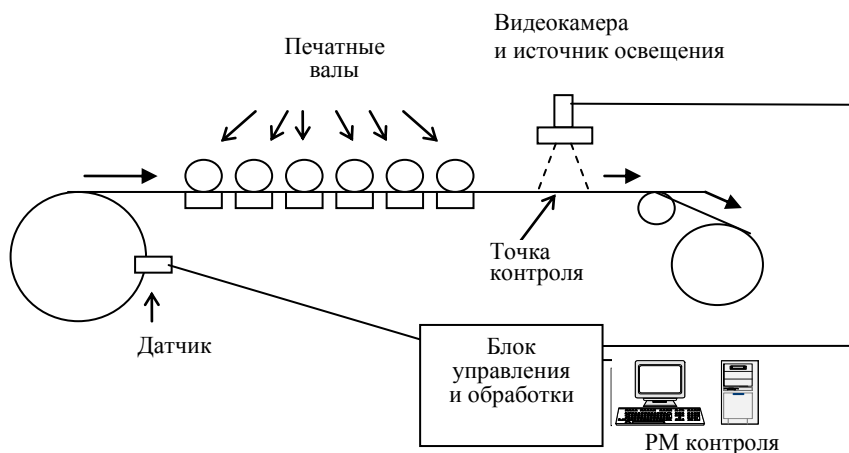 Видеокамера
и источник освещения
Печатные
валы
Точка
контроля
Датчик
Блок
управления
и обработки
РМ контроля